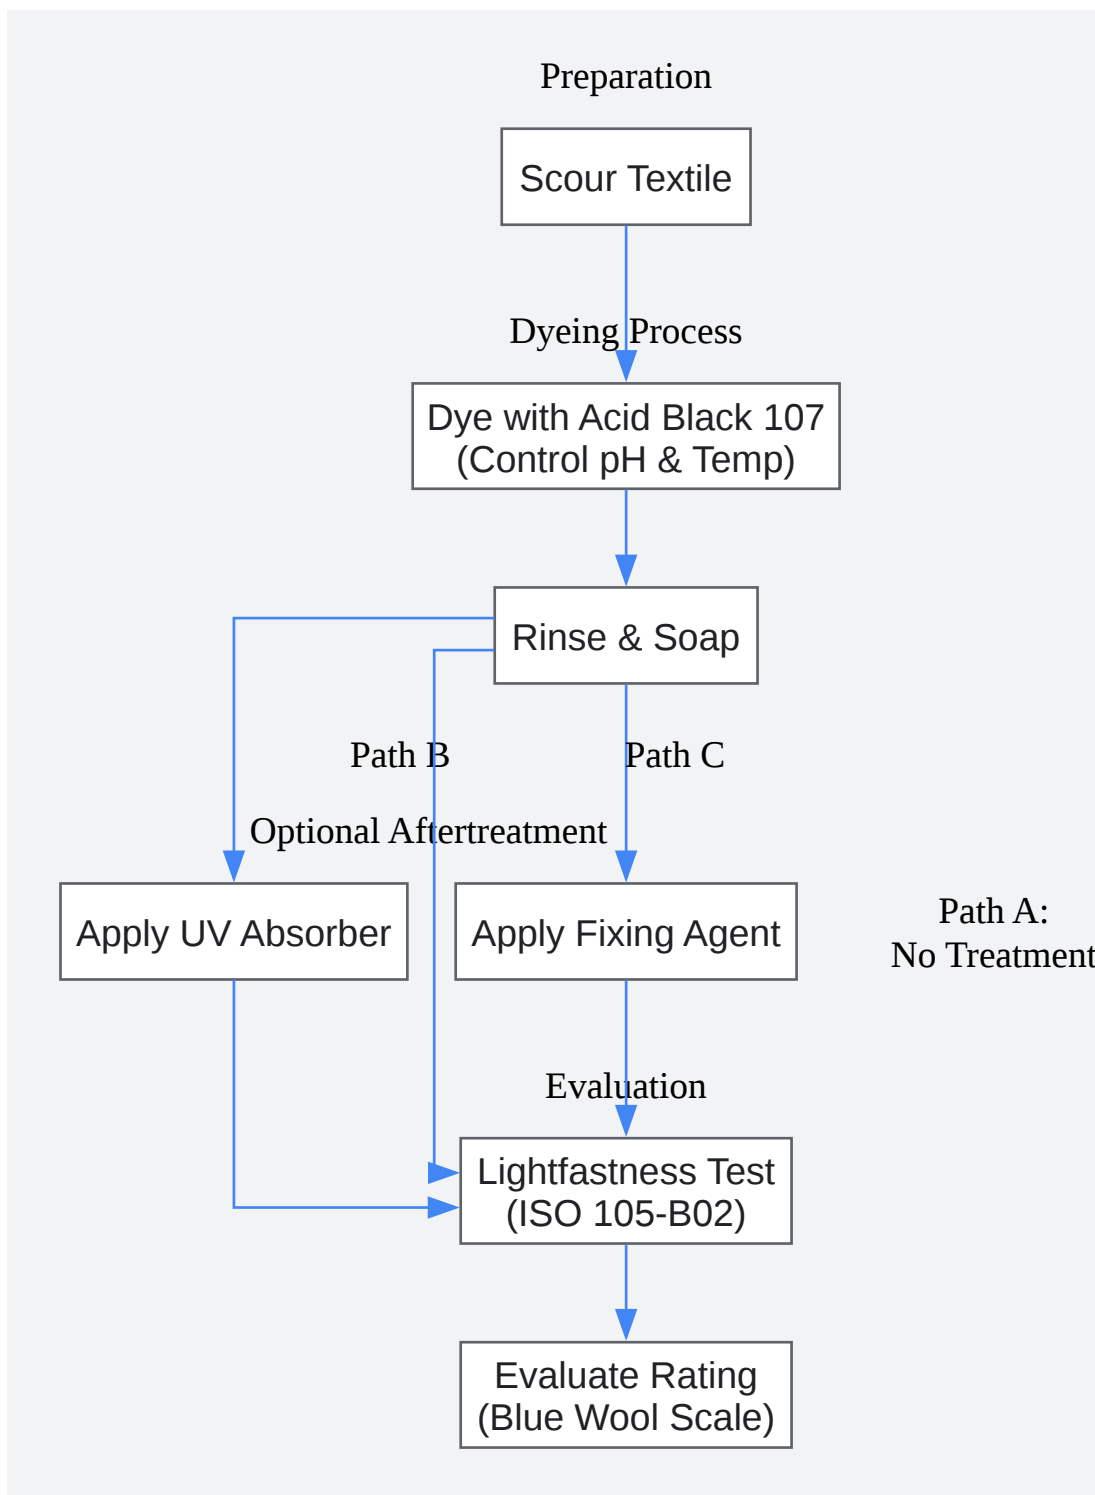 Preparation
Scour Textile
Dyeing Process
Dye with Acid Black 107
(Control pH & Temp)
Rinse & Soap
Path B
Path C
Optional Aftertreatment
Apply UV Absorber
Apply Fixing Agent
Path A:
No Treatment
Evaluation
Lightfastness Test
(ISO 105-B02)
Evaluate Rating
(Blue Wool Scale)